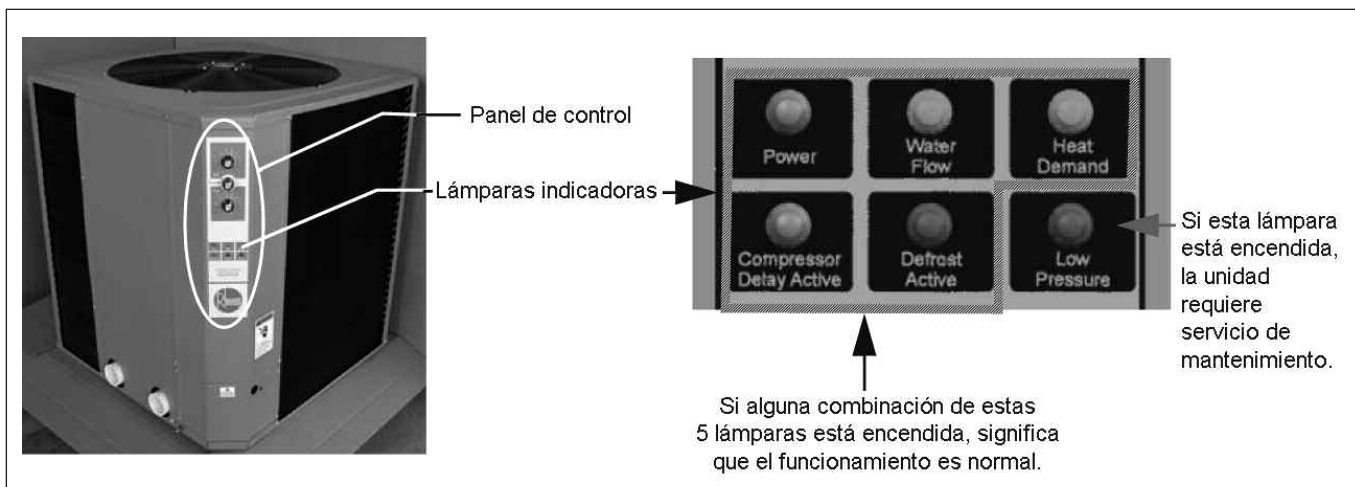 Panel de control
Lámparas indicadoras
Rheem
Power
Water
Flow
Heat
Demand
Compressor
Delay Active
Defrost
Active
Low
Pressure
Si esta lámpara
está encendida,
la unidad
requiere
servicio de
mantenimiento.
Si alguna combinación de estas
5 lámparas está encendida, significa
que el funcionamiento es normal.